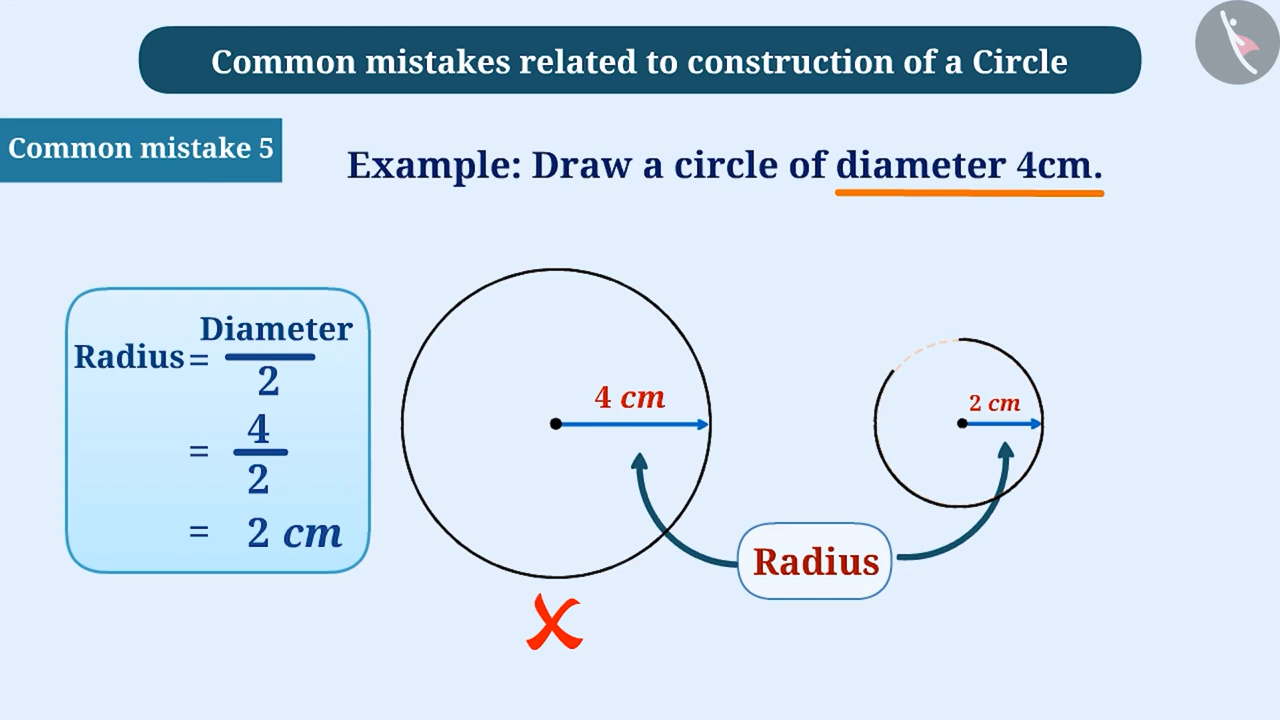 Common mistakes related to construction of a Circle
Common mistake 5
Example: Draw a circle of diameter 4cm.
Radius = Diameter
2
= 4
2
= 2 cm
4 cm
2 cm
Radius
X